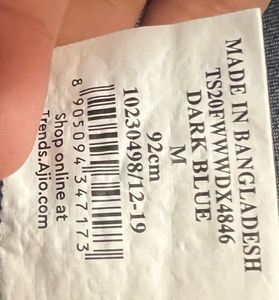 MADE IN BANGLADESH
TS20FWWWDX4846
DARK BLUE
M
92cm
10230498/12-19
8 905094 347173
Shop online at
Trends.Ajio.com